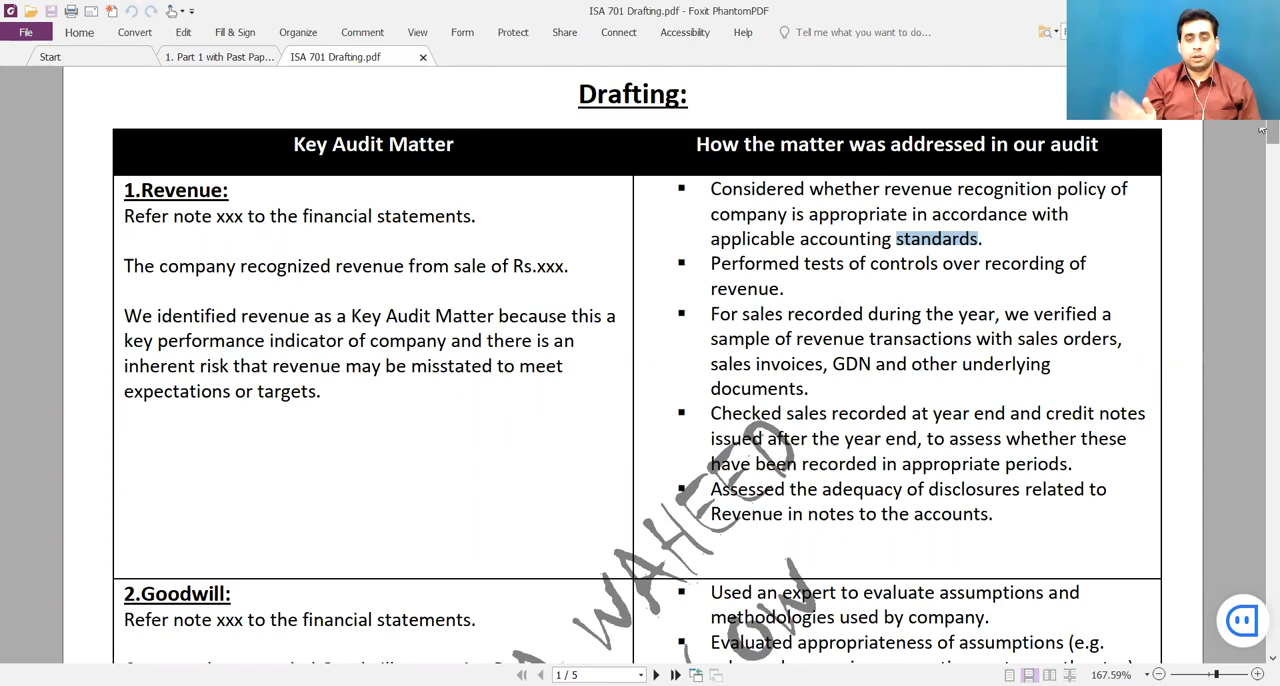 ISA 701 Drafting.pdf - Foxit PhantomPDF
File Home Convert Edit Fill & Sign Organize Comment View Form Protect Share Connect Accessibility Help Tell me what you want to do...
Start 1. Part 1 with Past Pap... ISA 701 Drafting.pdf
Drafting:
Key Audit Matter
How the matter was addressed in our audit
1.Revenue:
Refer note xxx to the financial statements.
The company recognized revenue from sale of Rs.xxx.
We identified revenue as a Key Audit Matter because this a
key performance indicator of company and there is an
inherent risk that revenue may be misstated to meet
expectations or targets.
▪ Considered whether revenue recognition policy of
company is appropriate in accordance with
applicable accounting standards.
▪ Performed tests of controls over recording of
revenue.
▪ For sales recorded during the year, we verified a
sample of revenue transactions with sales orders,
sales invoices, GDN and other underlying
documents.
▪ Checked sales recorded at year end and credit notes
issued after the year end, to assess whether these
have been recorded in appropriate periods.
▪ Assessed the adequacy of disclosures related to
Revenue in notes to the accounts.
2.Goodwill:
Refer note xxx to the financial statements.
▪ Used an expert to evaluate assumptions and
methodologies used by company.
▪ Evaluated appropriateness of assumptions (e.g.
WAHEED
1 / 5
167.59%